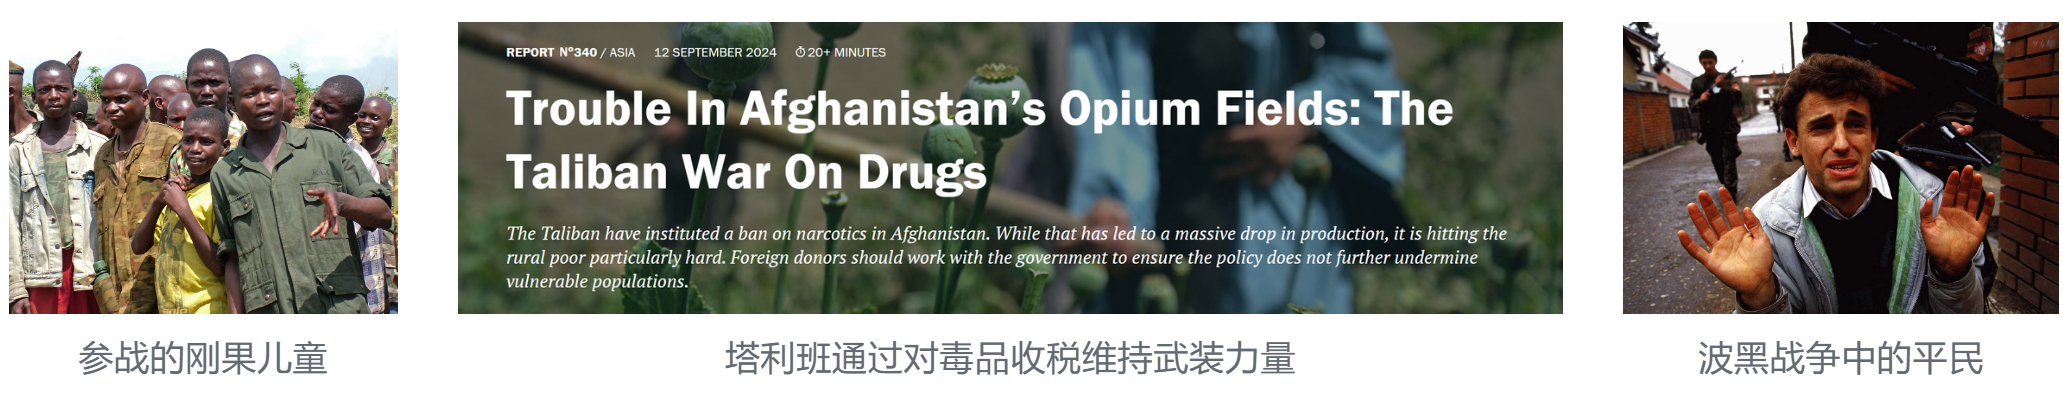 REPORT Nº340 / ASIA 12 SEPTEMBER 2024 20+ MINUTES
Trouble In Afghanistan’s Opium Fields: The
Taliban War On Drugs
The Taliban have instituted a ban on narcotics in Afghanistan. While that has led to a massive drop in production, it is hitting the
rural poor particularly hard. Foreign donors should work with the government to ensure the policy does not further undermine
vulnerable populations.
参战的刚果儿童
塔利班通过对毒品收税维持武装力量
波黑战争中的平民